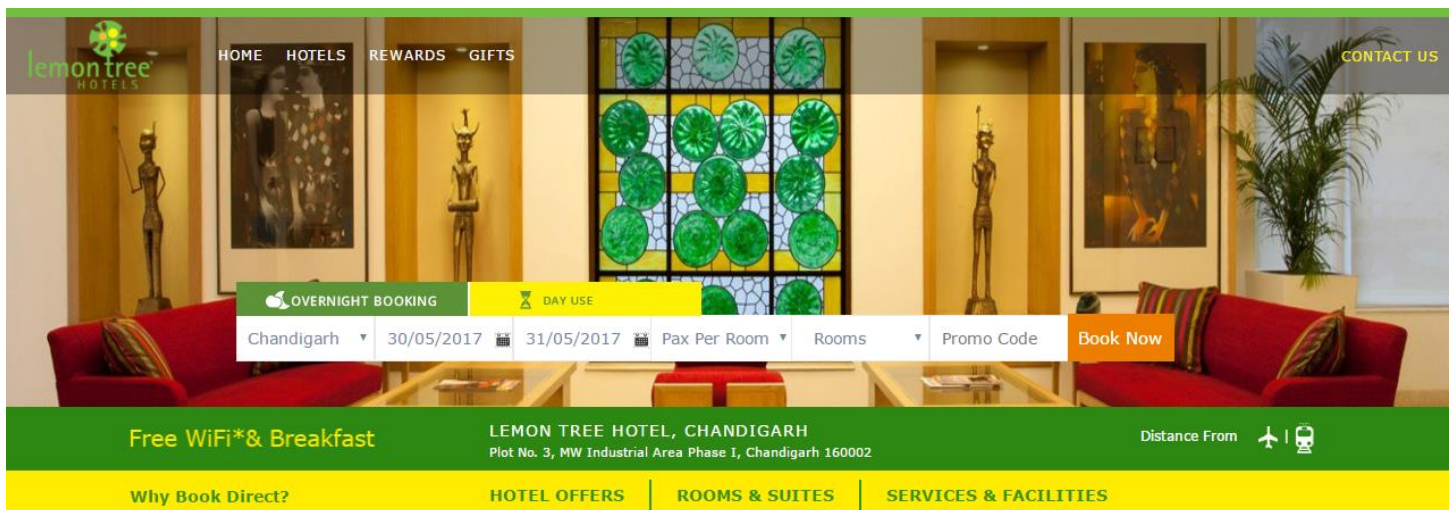 lemon tree
HOTELS
HOME HOTELS REWARDS GIFTS
CONTACT US
OVERNIGHT BOOKING
DAY USE
Chandigarh
30/05/2017
31/05/2017
Pax Per Room
Rooms
Promo Code
Book Now
Free WiFi*& Breakfast
LEMON TREE HOTEL, CHANDIGARH
Plot No. 3, MW Industrial Area Phase I, Chandigarh 160002
Distance From
Why Book Direct?
HOTEL OFFERS
ROOMS & SUITES
SERVICES & FACILITIES